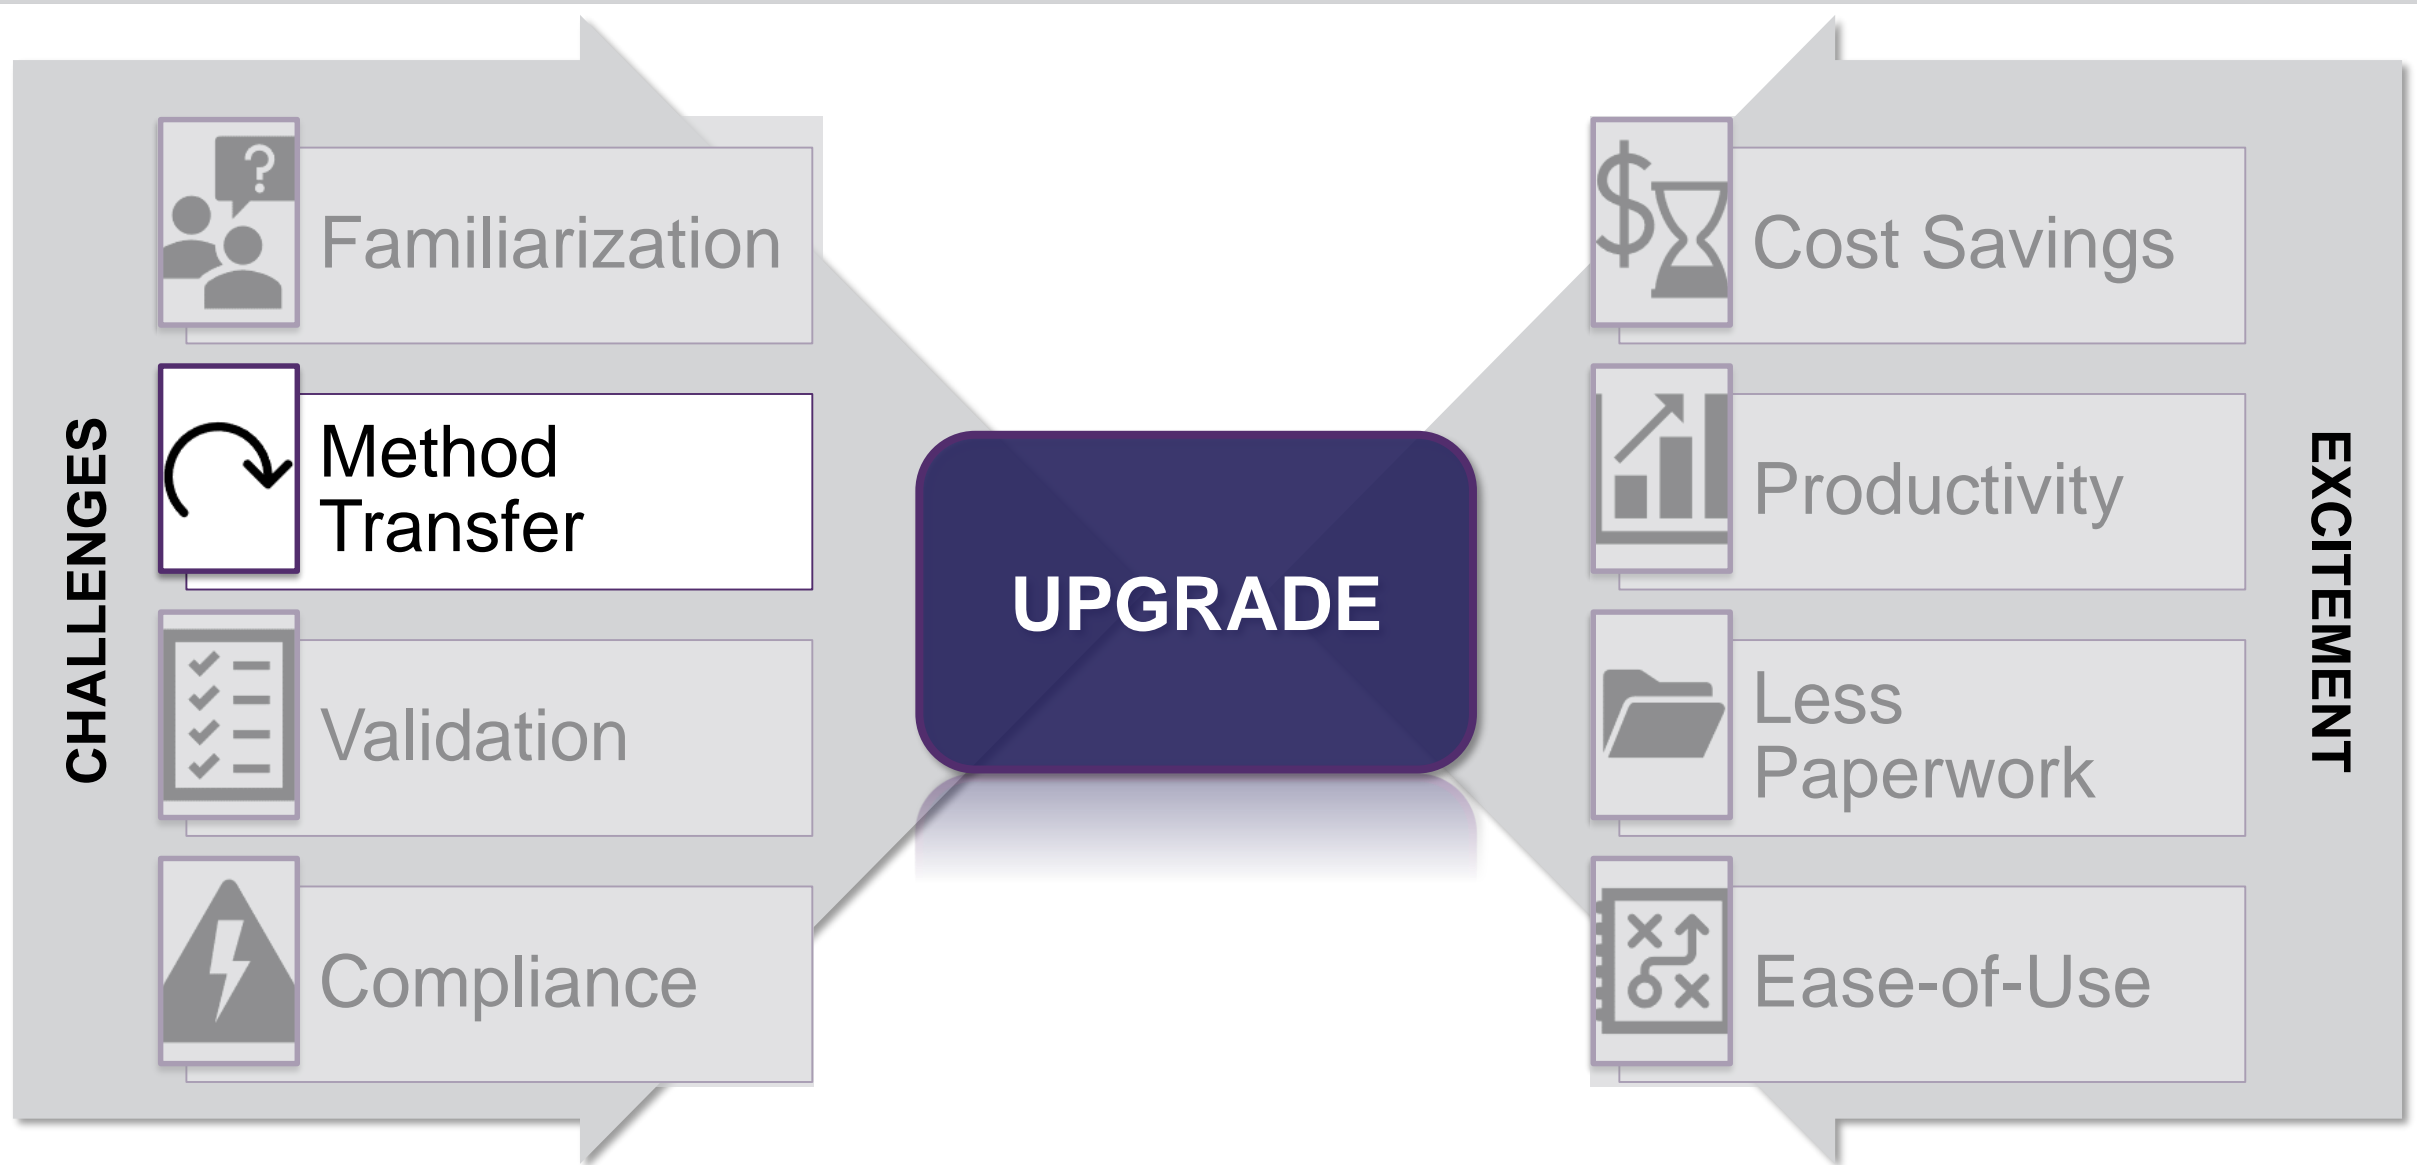 CHALLENGES
Familiarization
Method
Transfer
Validation
Compliance
UPGRADE
Cost Savings
Productivity
Less
Paperwork
Ease-of-Use
EXCITEMENT